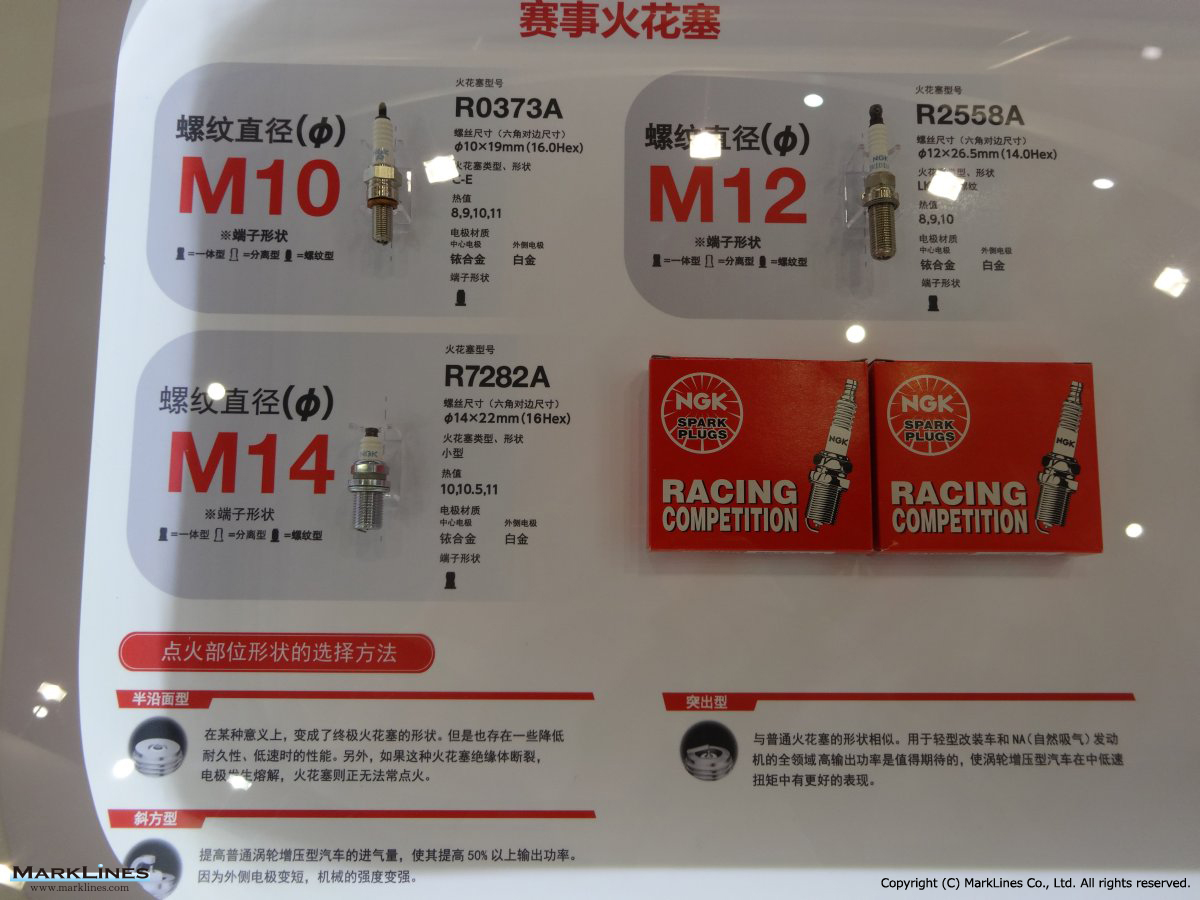 赛事火花塞
螺纹直径(φ)
M10
※端子形状
=一体型 =分离型 =螺纹型
火花塞型号
R0373A
螺丝尺寸（六角对边尺寸）
φ10×19mm(16.0Hex)
火花塞类型、形状
C-E
热值
8,9,10,11
电极材质
中心电极 外侧电极
铱合金 白金
端子形状
螺纹直径(φ)
M12
※端子形状
=一体型 =分离型 =螺纹型
NGK
火花塞型号
R2558A
螺丝尺寸（六角对边尺寸）
φ12×26.5mm(14.0Hex)
火花 型、形状
LK 螺纹
热值
8,9,10
电极材质
中心电极 外侧电极
铱合金 白金
端子形状
螺纹直径(φ)
M14
※端子形状
=一体型 =分离型 =螺纹型
NGK
火花塞型号
R7282A
螺丝尺寸（六角对边尺寸）
φ14×22mm(16Hex)
火花塞类型、形状
小型
热值
10,10.5,11
电极材质
中心电极 外侧电极
铱合金 白金
端子形状
NGK
SPARK
PLUGS
NGK
RACING
COMPETITION
NGK
SPARK
PLUGS
NGK
RACING
COMPETITION
点火部位形状的选择方法
半沿面型
在某种意义上，变成了终极火花塞的形状。但是也存在一些降低
耐久性、低速时的性能。另外，如果这种火花塞绝缘体断裂，
电极发生熔解，火花塞则正无法常点火。
突出型
与普通火花塞的形状相似。用于轻型改装车和NA（自然吸气）发动
机的全领域高输出功率是值得期待的，使涡轮增压型汽车在中低速
扭矩中有更好的表现。
斜方型
提高普通涡轮增压型汽车的进气量，使其提高50%以上输出功率。
因为外侧电极变短，机械的强度变强。
MARKLINES
www.marklines.com
Copyright (C) MarkLines Co., Ltd. All rights reserved.